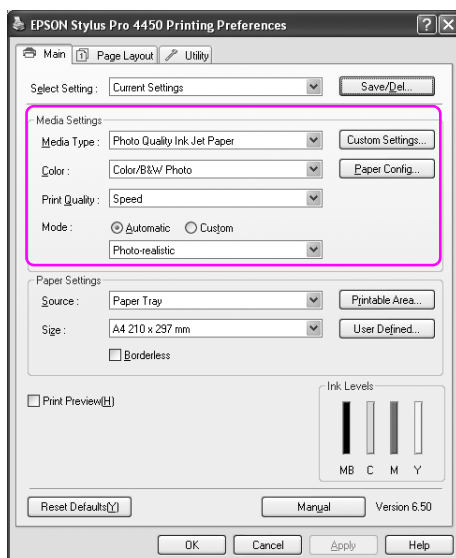 EPSON Stylus Pro 4450 Printing Preferences
Main Page Layout Utility
Select Setting : Current Settings Save/Del...
Media Settings
Media Type : Photo Quality Ink Jet Paper Custom Settings...
Color : Color/B&W Photo Paper Config...
Print Quality : Speed
Mode : Automatic Custom
Photo-realistic
Paper Settings
Source : Paper Tray Printable Area...
Size : A4 210 x 297 mm User Defined...
Borderless
Print Preview(H)
Ink Levels
MB C M Y
Reset Defaults(Y) Manual Version 6.50
OK Cancel Apply Help